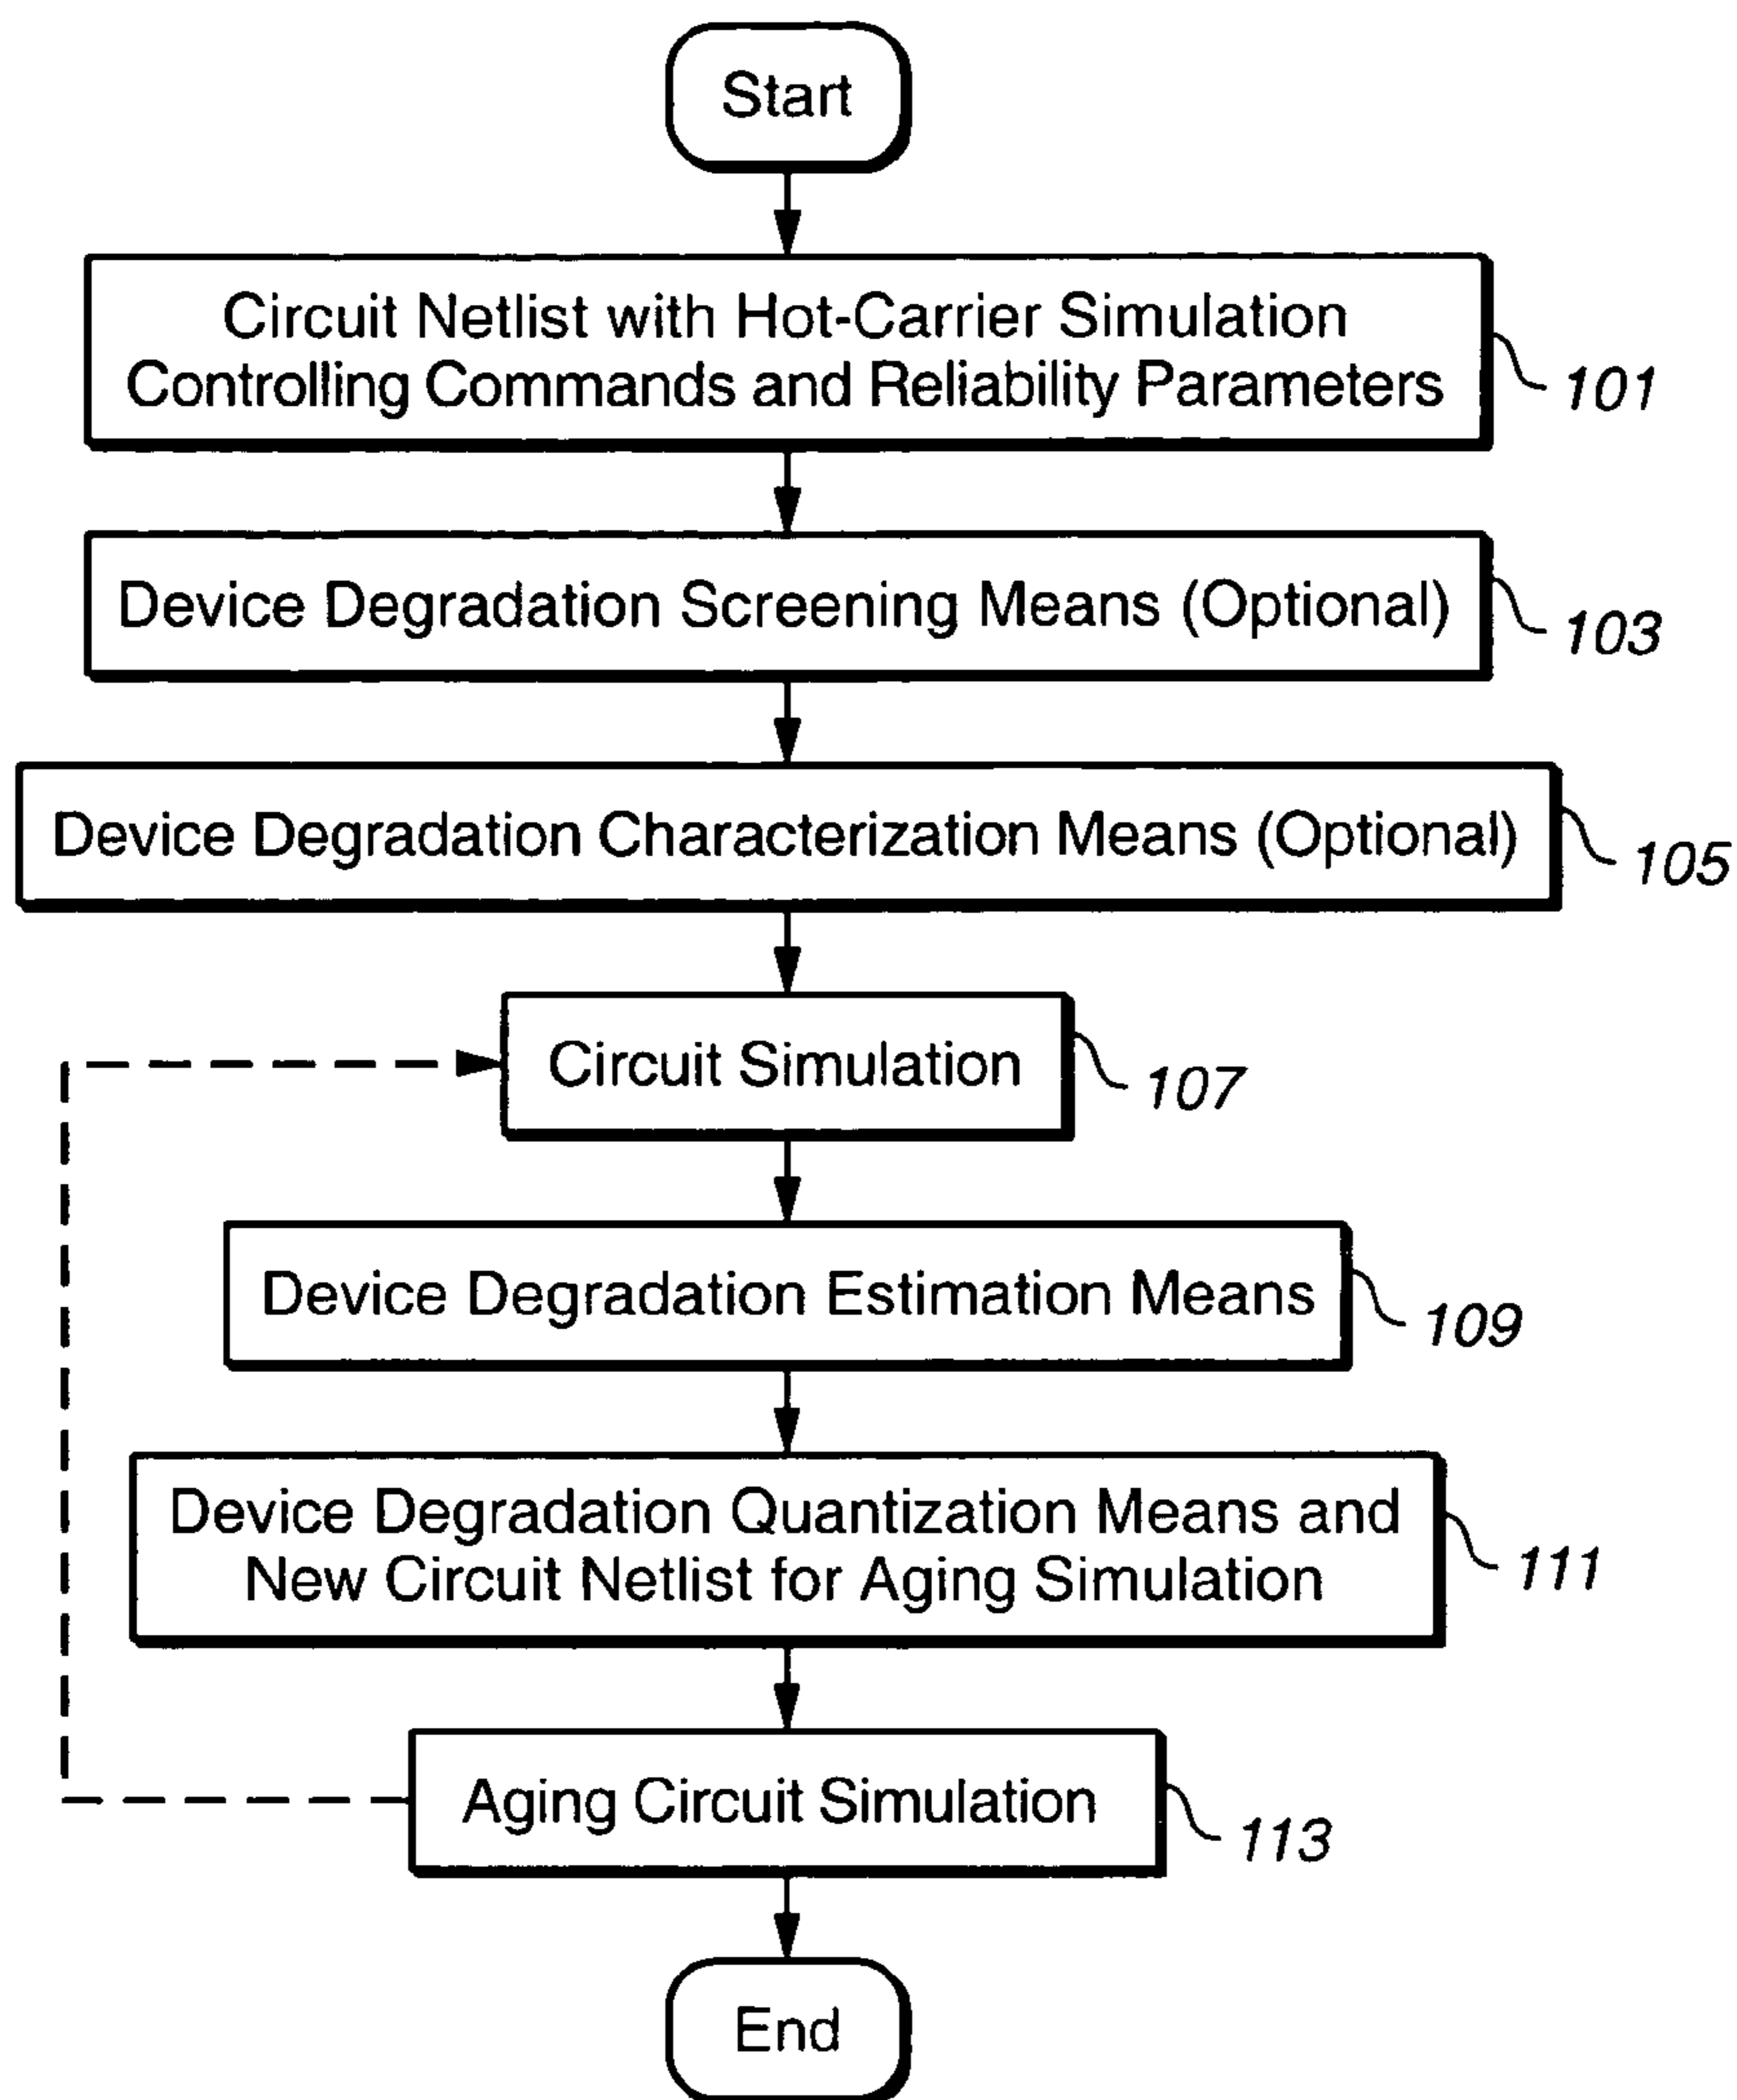 Start
Circuit Netlist with Hot-Carrier Simulation
Controlling Commands and Reliability Parameters
101
Device Degradation Screening Means (Optional)
103
Device Degradation Characterization Means (Optional)
105
Circuit Simulation
107
Device Degradation Estimation Means
109
Device Degradation Quantization Means and
New Circuit Netlist for Aging Simulation
111
Aging Circuit Simulation
113
End